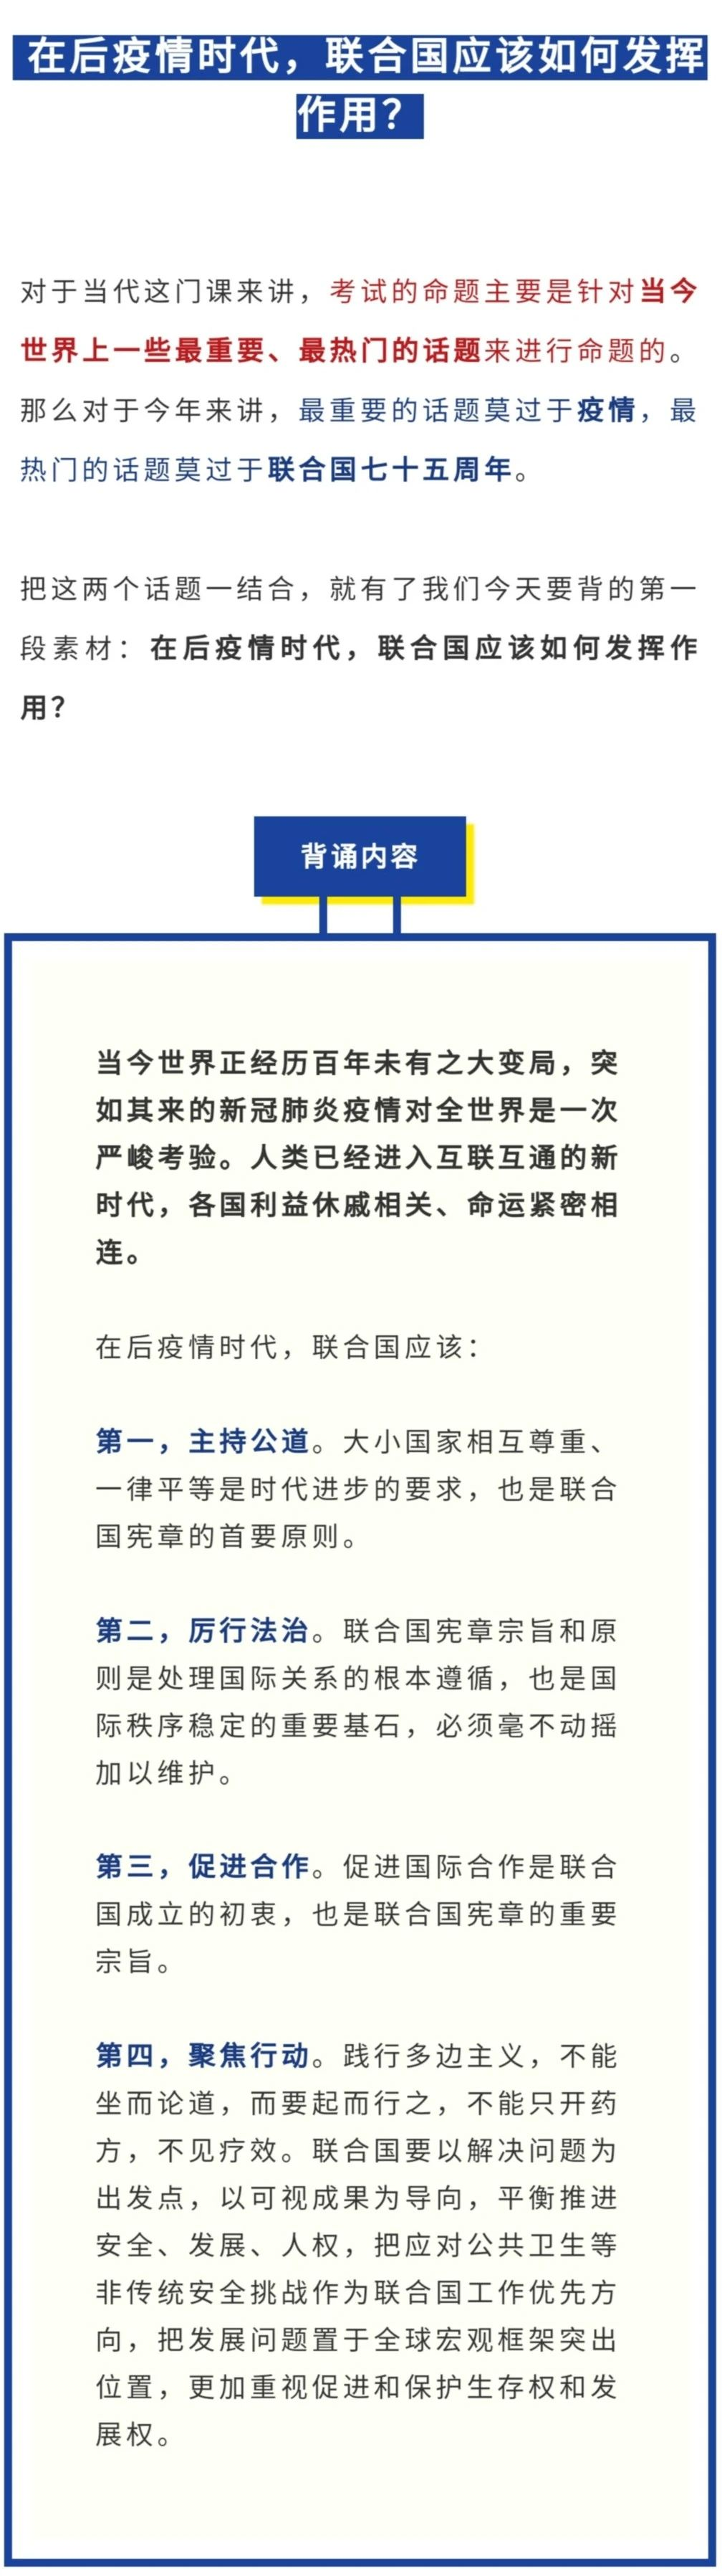 在后疫情时代，联合国应该如何发挥
作用？
对于当代这门课来讲，考试的命题主要是针对当今
世界上一些最重要、最热门的话题来进行命题的。
那么对于今年来讲，最重要的话题莫过于疫情，最
热门的话题莫过于联合国七十五周年。
把这两个话题一结合，就有了我们今天要背的第一
段素材：在后疫情时代，联合国应该如何发挥作
用？
背诵内容
当今世界正经历百年未有之大变局，突
如其来的新冠肺炎疫情对全世界是一次
严峻考验。人类已经进入互联互通的新
时代，各国利益休戚相关、命运紧密相
连。
在后疫情时代，联合国应该：
第一，主持公道。大小国家相互尊重、
一律平等是时代进步的要求，也是联合
国宪章的首要原则。
第二，厉行法治。联合国宪章宗旨和原
则是处理国际关系的根本遵循，也是国
际秩序稳定的重要基石，必须毫不动摇
加以维护。
第三，促进合作。促进国际合作是联合
国成立的初衷，也是联合国宪章的重要
宗旨。
第四，聚焦行动。践行多边主义，不能
坐而论道，而要起而行之，不能只开药
方，不见疗效。联合国要以解决问题为
出发点，以可视成果为导向，平衡推进
安全、发展、人权，把应对公共卫生等
非传统安全挑战作为联合国工作优先方
向，把发展问题置于全球宏观框架突出
位置，更加重视促进和保护生存权和发
展权。